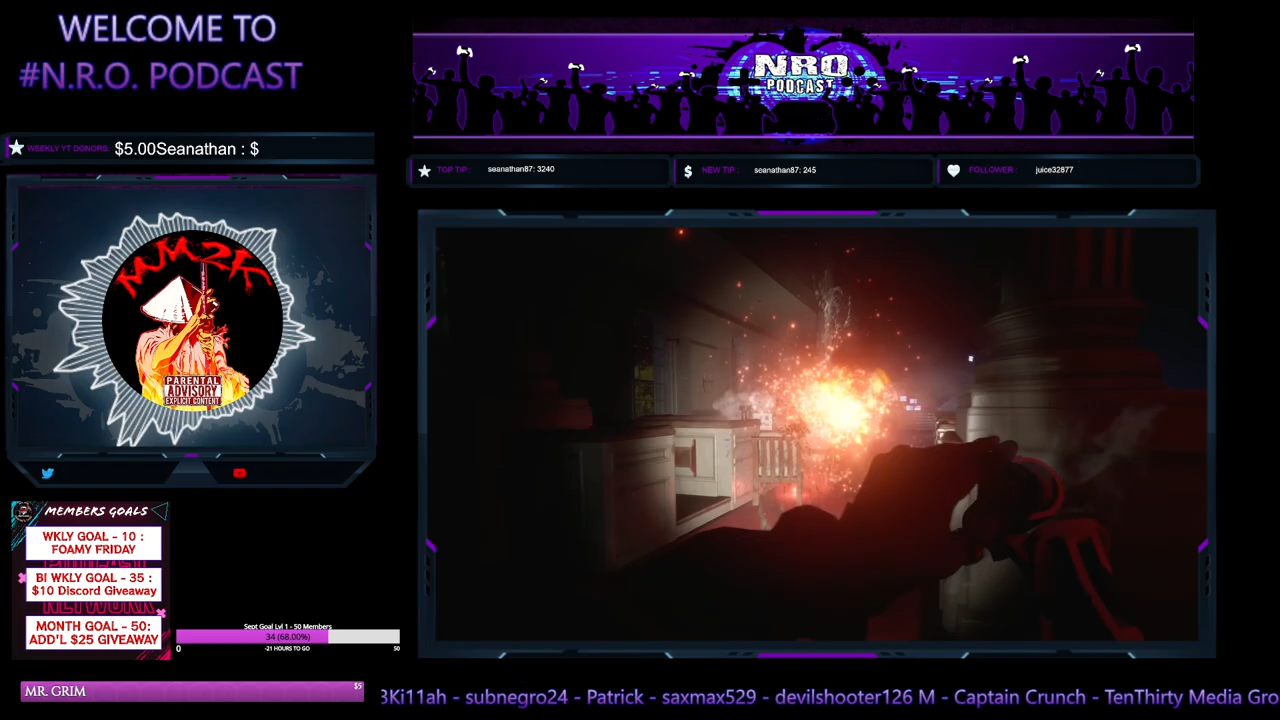 WELCOME TO
#N.R.O. PODCAST
NRO
PODCAST
WEEKLY YT DONORS: $5.00Seanathan : $
TOP TIP : seanathan87: 3240
NEW TIP : seanathan87: 245
FOLLOWER : juice32877
MM2K
PARENTAL
ADVISORY
EXPLICIT CONTENT
MEMBERS GOALS
WKLY GOAL - 10 :
FOAMY FRIDAY
BI WKLY GOAL - 35 :
$10 Discord Giveaway
NETWORK
MONTH GOAL - 50:
ADD'L $25 GIVEAWAY
Sept Goal Lvl 1 - 50 Members
34 (68.00%)
0 -21 HOURS TO GO 50
MR. GRIM $5
3Ki11ah - subnegro24 - Patrick - saxmax529 - devilshooter126 M - Captain Crunch - TenThirty Media Gro